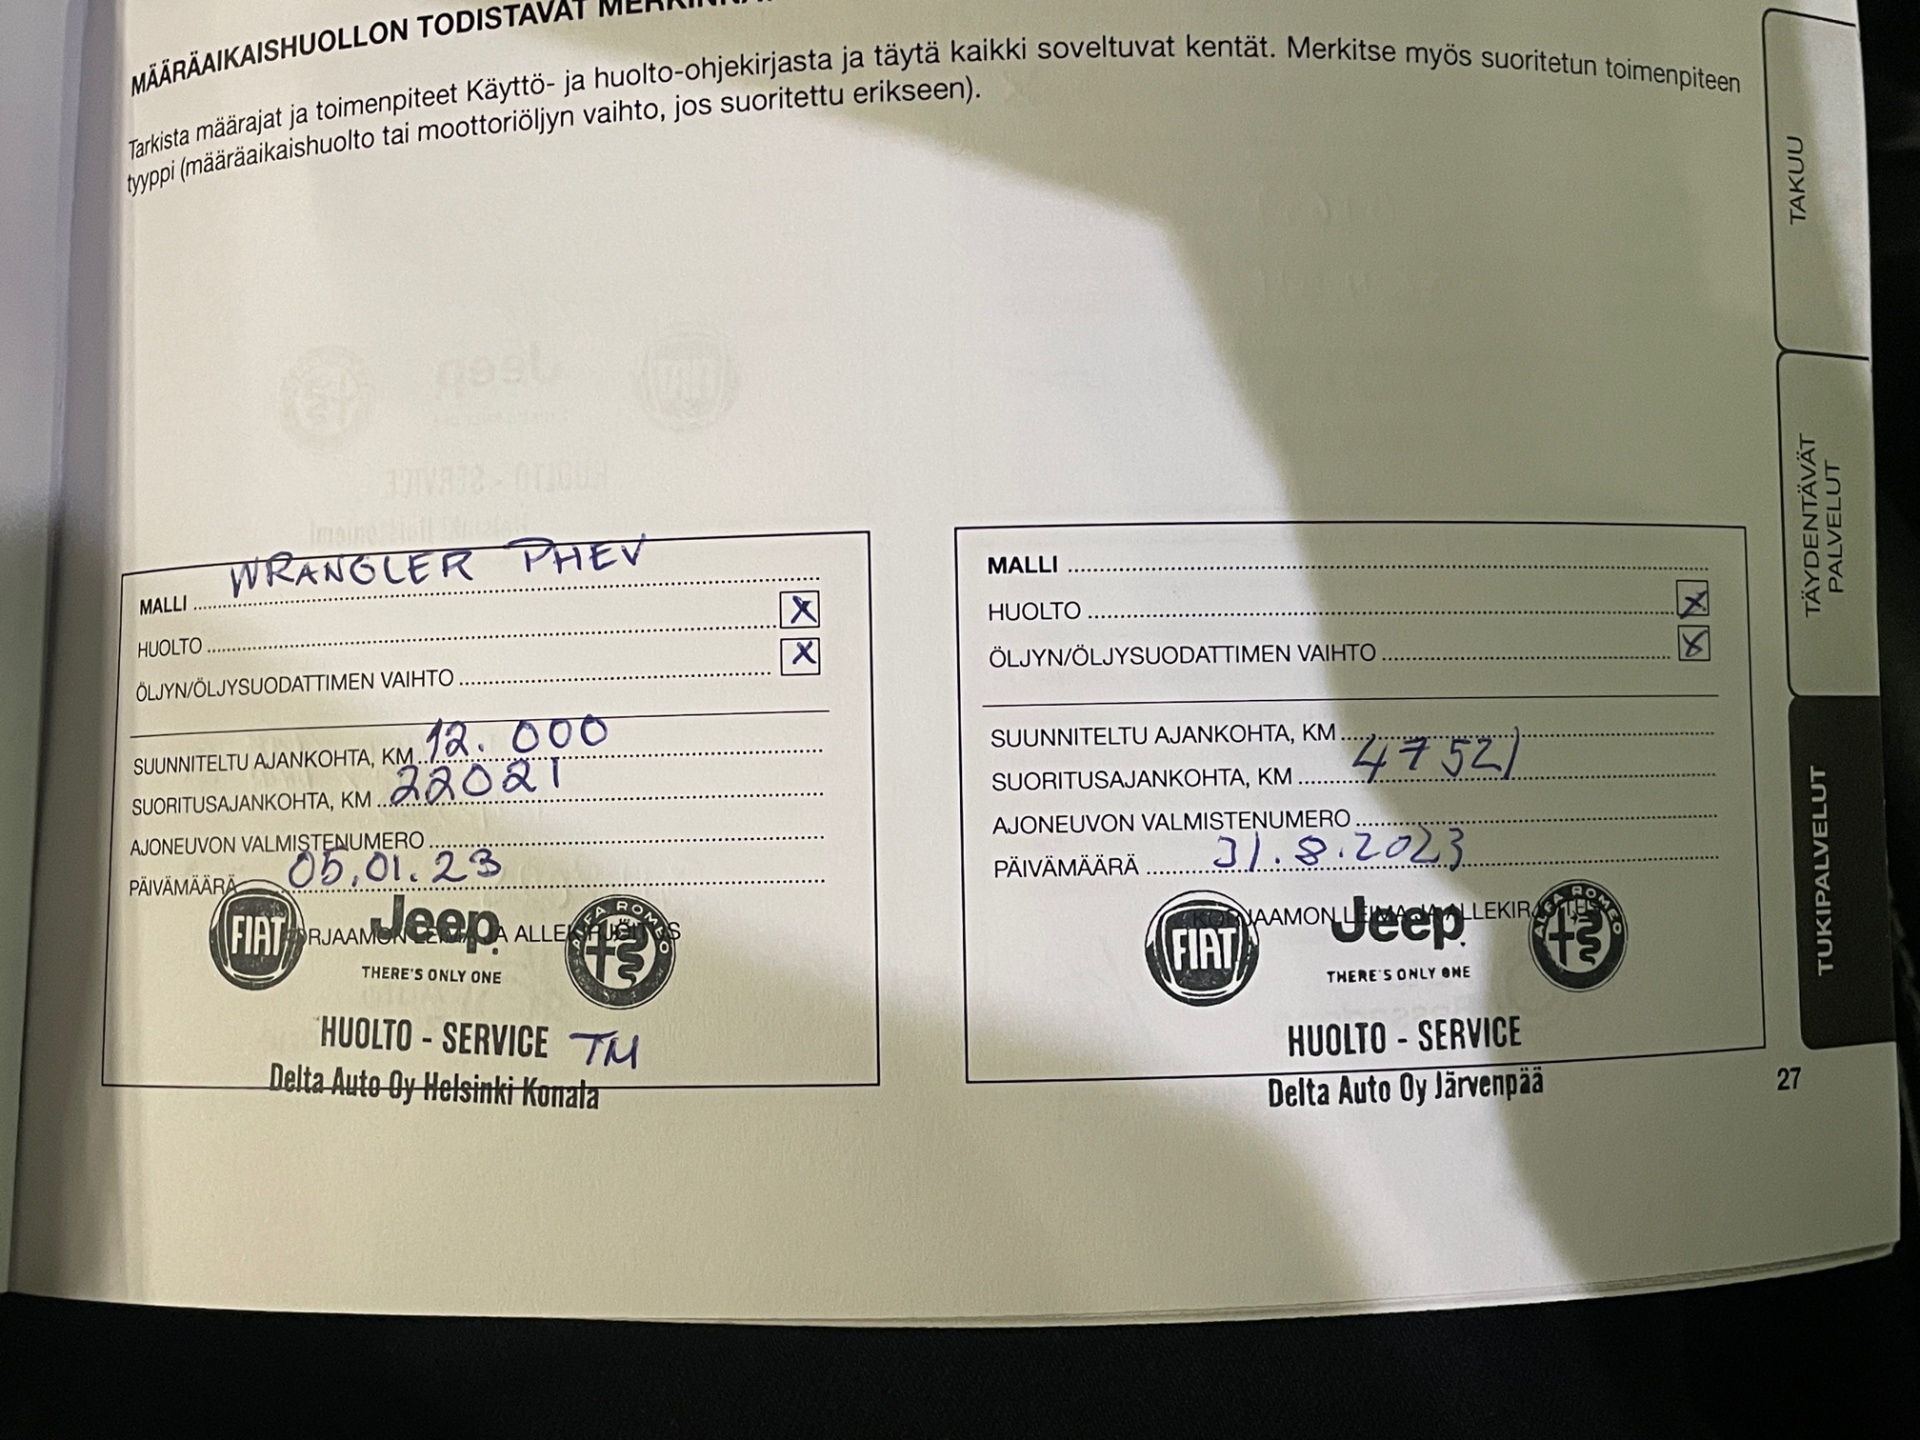 MÄÄRÄAIKAISHUOLLON TODISTAVAT
Tarkista määrajat ja toimenpiteet Käyttö- ja huolto-ohjekirjasta ja täytä kaikki soveltuvat kentät. Merkitse myös suoritetun toimenpiteen
tyyppi (määräaikaishuolto tai moottoriöljyn vaihto, jos suoritettu erikseen).
MALLI WRANGLER PHEV
HUOLTO X
ÖLJYN/ÖLJYSUODATTIMEN VAIHTO X
SUUNNITELTU AJANKOHTA, KM 12.000
SUORITUSAJANKOHTA, KM 22021
AJONEUVON VALMISTENUMERO
PÄIVÄMÄÄRÄ 05.01.23
FIAT Jeep ALFA ROMEO
THERE'S ONLY ONE
HUOLTO - SERVICE TM
Delta Auto Oy Helsinki Konala
MALLI
HUOLTO X
ÖLJYN/ÖLJYSUODATTIMEN VAIHTO X
SUUNNITELTU AJANKOHTA, KM
SUORITUSAJANKOHTA, KM 47521
AJONEUVON VALMISTENUMERO
PÄIVÄMÄÄRÄ 31.8.2023
FIAT Jeep ALFA ROMEO
THERE'S ONLY ONE
HUOLTO - SERVICE
Delta Auto Oy Järvenpää
27
TAKUU
TÄYDENTÄVÄT
PALVELUT
TUKIPALVELUT